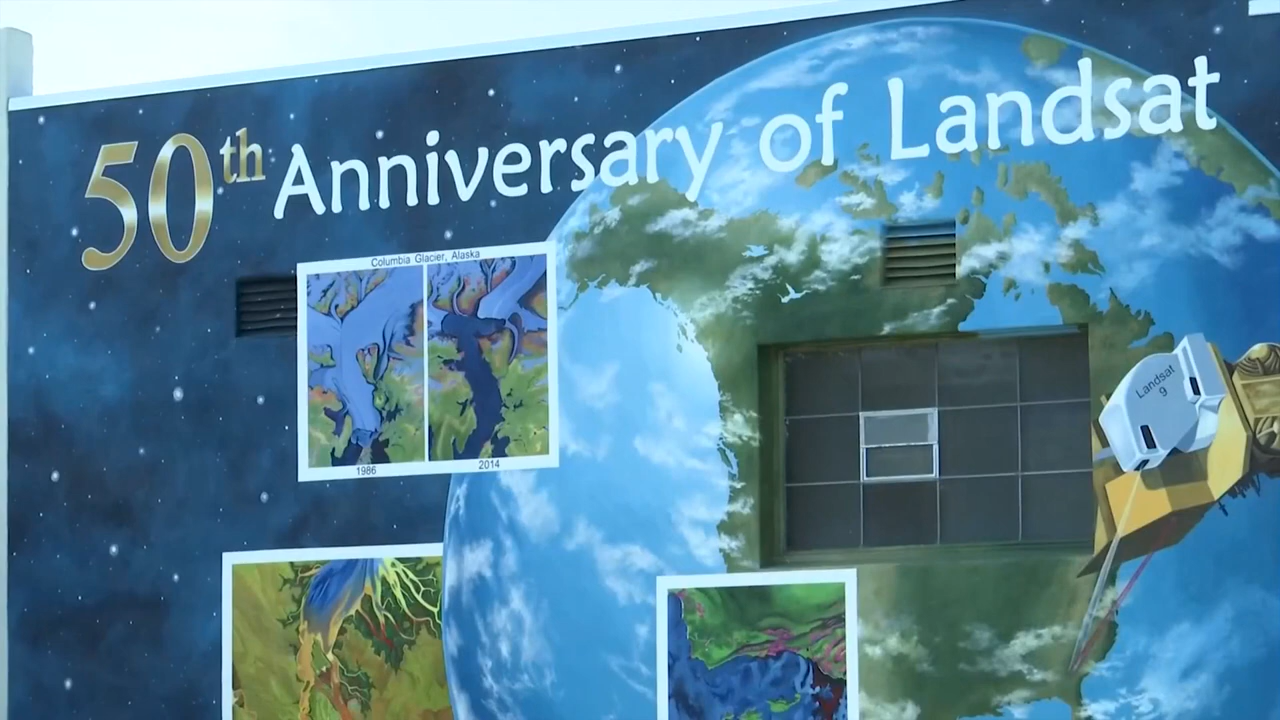 50th Anniversary of Landsat
Columbia Glacier, Alaska
1986
2014
Landsat
9